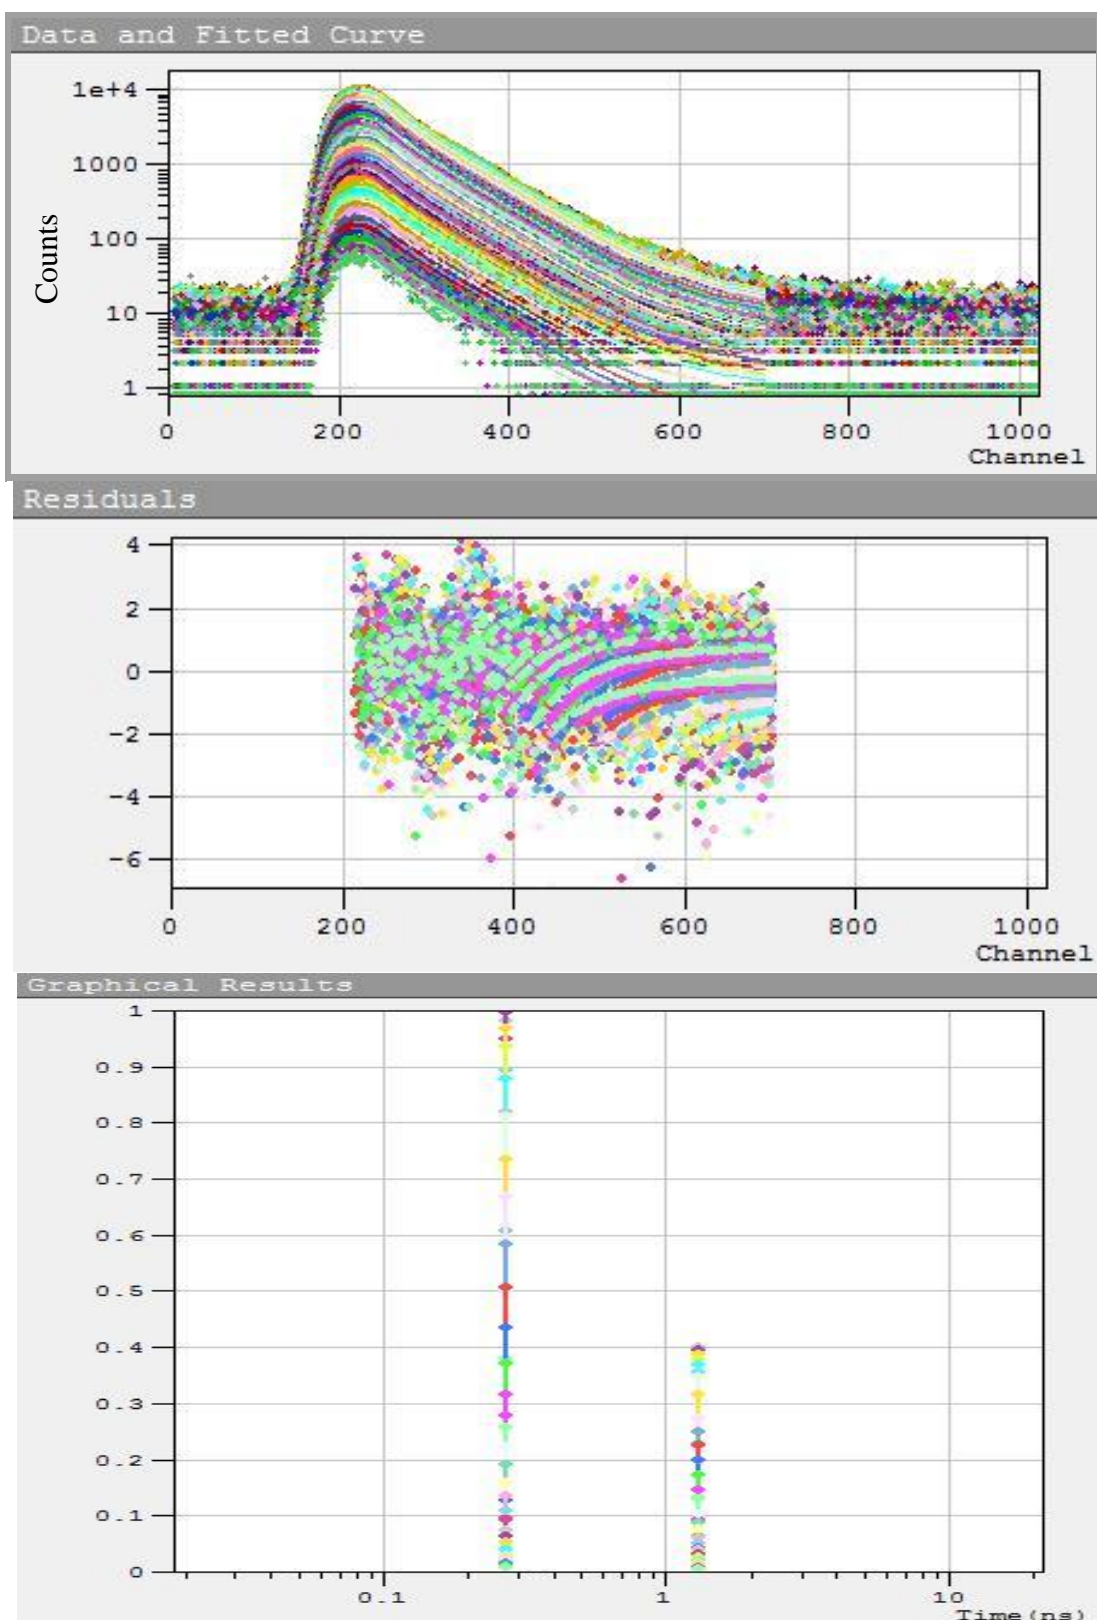 Data and Fitted Curve
1e+4
1000
100
10
1
Counts
0 200 400 600 800 1000
Channel
Residuals
4
2
0
-2
-4
-6
0 200 400 600 800 1000
Channel
Graphical Results
1
0.9
0.8
0.7
0.6
0.5
0.4
0.3
0.2
0.1
0
0.1 1 10
Time(ns)